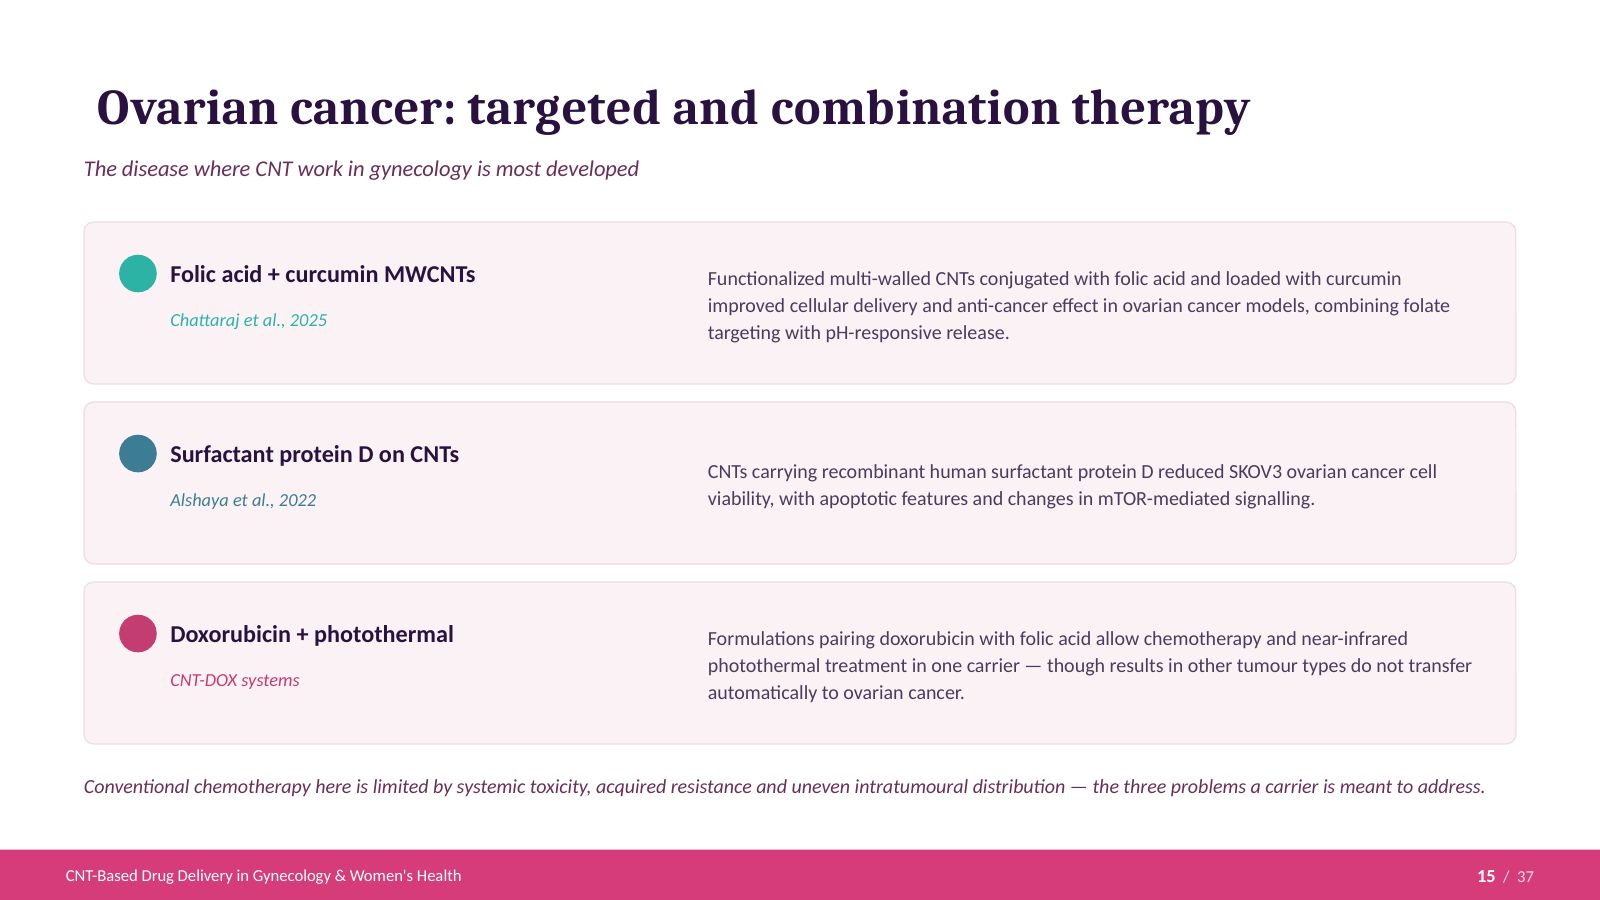 Ovarian cancer: targeted and combination therapy
The disease where CNT work in gynecology is most developed
Folic acid + curcumin MWCNTs
Chattaraj et al., 2025
Functionalized multi-walled CNTs conjugated with folic acid and loaded with curcumin
improved cellular delivery and anti-cancer effect in ovarian cancer models, combining folate
targeting with pH-responsive release.
Surfactant protein D on CNTs
Alshaya et al., 2022
CNTs carrying recombinant human surfactant protein D reduced SKOV3 ovarian cancer cell
viability, with apoptotic features and changes in mTOR-mediated signalling.
Doxorubicin + photothermal
CNT-DOX systems
Formulations pairing doxorubicin with folic acid allow chemotherapy and near-infrared
photothermal treatment in one carrier — though results in other tumour types do not transfer
automatically to ovarian cancer.
Conventional chemotherapy here is limited by systemic toxicity, acquired resistance and uneven intratumoural distribution — the three problems a carrier is meant to address.
CNT-Based Drug Delivery in Gynecology & Women's Health
15 / 37